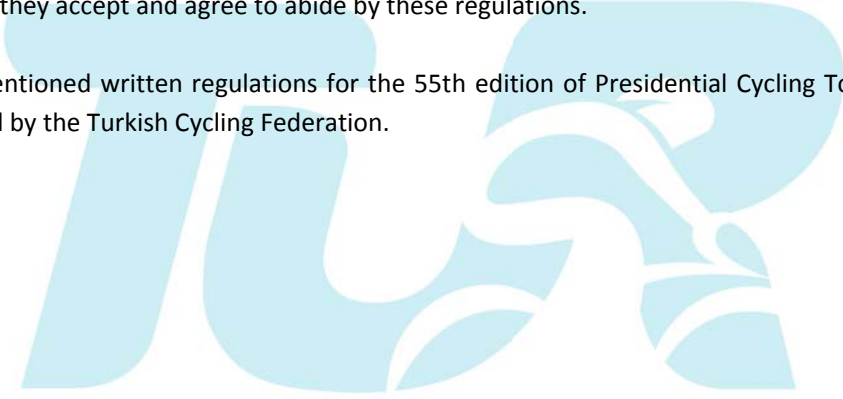 they accept and agree to abide by these regulations.
entioned written regulations for the 55th edition of Presidential Cycling To
by the Turkish Cycling Federation.
TUR